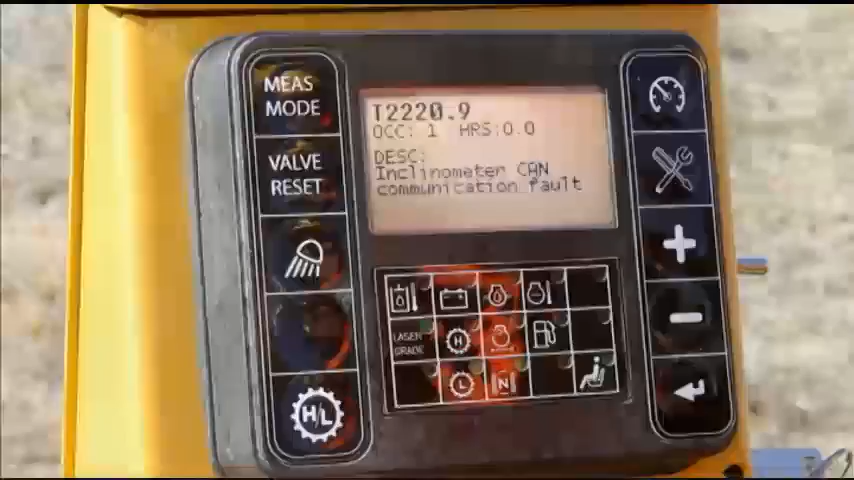 MEAS
MODE
VALVE
RESET
T2220.9
OCC: 1 HRS:0.0
DESC:
Inclinometer CAN
communication fault
LASER
GRADE
H
L
N
H/L